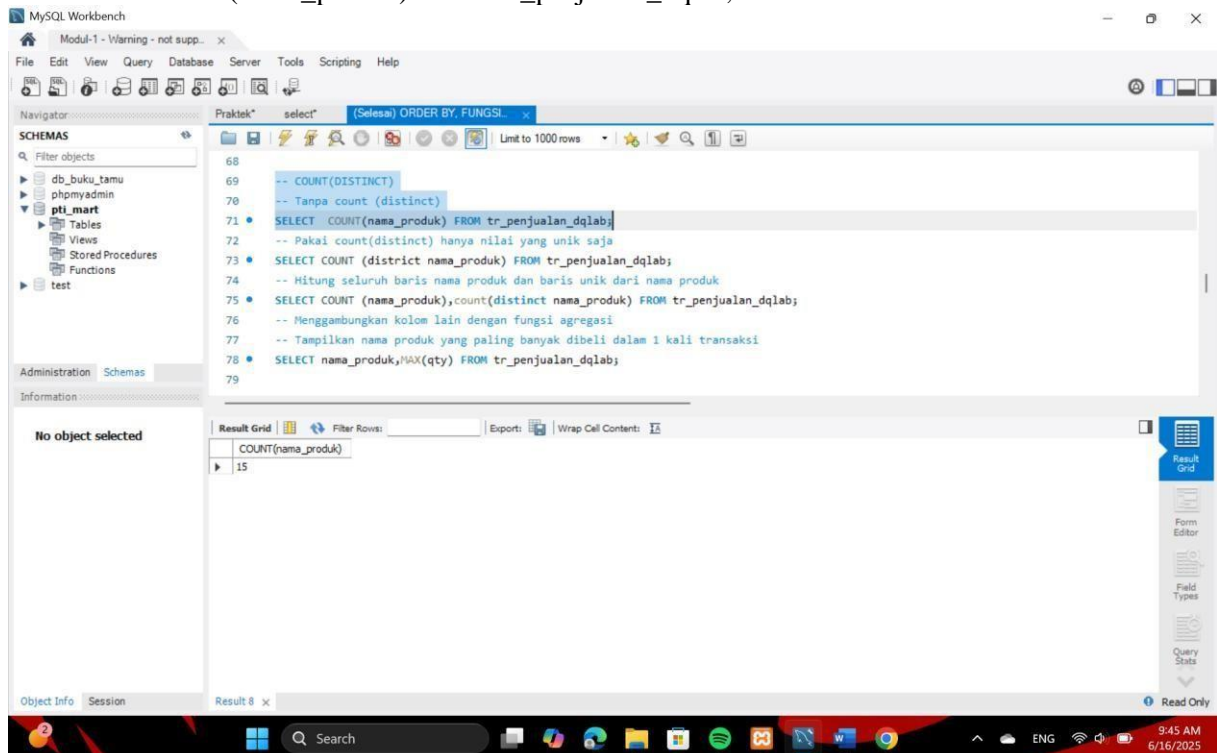 MySQL Workbench
Modul-1 - Warning - not supp..
File Edit View Query Database Server Tools Scripting Help
Navigator
SCHEMAS
Filter objects
db_buku_tamu
phpmyadmin
pti_mart
Tables
Views
Stored Procedures
Functions
test
Administration Schemas
Information
No object selected
Object Info Session
Praktek* select* (Selesai) ORDER BY, FUNGSI...
Limit to 1000 rows
68
69 -- COUNT(DISTINCT)
70 -- Tanpa count (distinct)
71 SELECT COUNT(nama_produk) FROM tr_penjualan_dqlab;
72 -- Pakai count(distinct) hanya nilai yang unik saja
73 SELECT COUNT (district nama_produk) FROM tr_penjualan_dqlab;
74 -- Hitung seluruh baris nama produk dan baris unik dari nama produk
75 SELECT COUNT (nama_produk),count(distinct nama_produk) FROM tr_penjualan_dqlab;
76 -- Menggambungkan kolom lain dengan fungsi agregasi
77 -- Tampilkan nama produk yang paling banyak dibeli dalam 1 kali transaksi
78 SELECT nama_produk,MAX(qty) FROM tr_penjualan_dqlab;
79
Result Grid Filter Rows: Export: Wrap Cell Content:
COUNT(nama_produk)
15
Result Grid
Form Editor
Field Types
Query Stats
Result 8
Read Only
2
Search
ENG
9:45 AM
6/16/2025